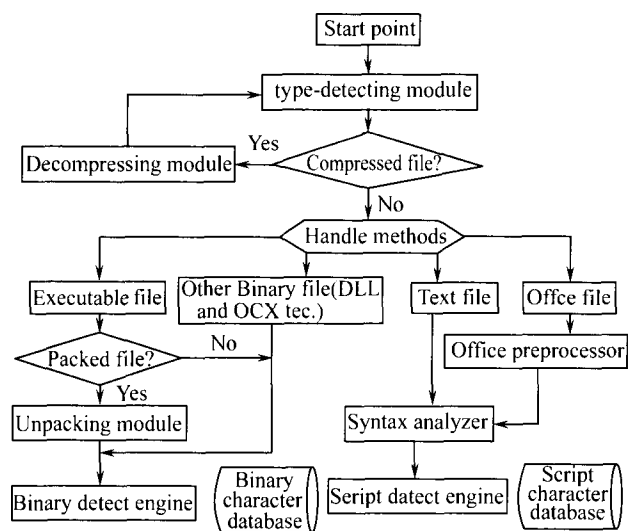 Start point
type-detecting module
Yes
Decompressing module
Compressed file?
No
Handle methods
Executable file
Other Binary file(DLL
and OCX tec.)
Text file
Offce file
Packed file?
No
Office preprocessor
Yes
Unpacking module
Syntax analyzer
Binary detect engine
Binary
character
database
Script datect engine
Script
character
database